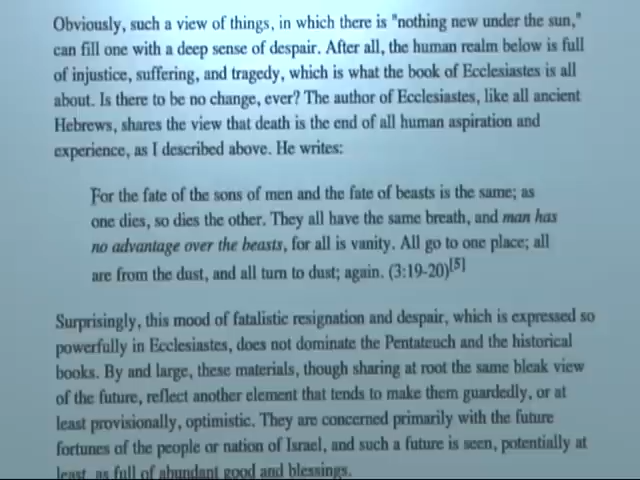 Obviously, such a view of things, in which there is "nothing new under the sun,"
can fill one with a deep sense of despair. After all, the human realm below is full
of injustice, suffering, and tragedy, which is what the book of Ecclesiastes is all
about. Is there to be no change, ever? The author of Ecclesiastes, like all ancient
Hebrews, shares the view that death is the end of all human aspiration and
experience, as I described above. He writes:
For the fate of the sons of men and the fate of beasts is the same; as
one dies, so dies the other. They all have the same breath, and man has
no advantage over the beasts, for all is vanity. All go to one place; all
are from the dust, and all turn to dust; again. (3:19-20)[5]
Surprisingly, this mood of fatalistic resignation and despair, which is expressed so
powerfully in Ecclesiastes, does not dominate the Pentateuch and the historical
books. By and large, these materials, though sharing at root the same bleak view
of the future, reflect another element that tends to make them guardedly, or at
least provisionally, optimistic. They are concerned primarily with the future
fortunes of the people or nation of Israel, and such a future is seen, potentially at
least, as full of abundant good and blessings.